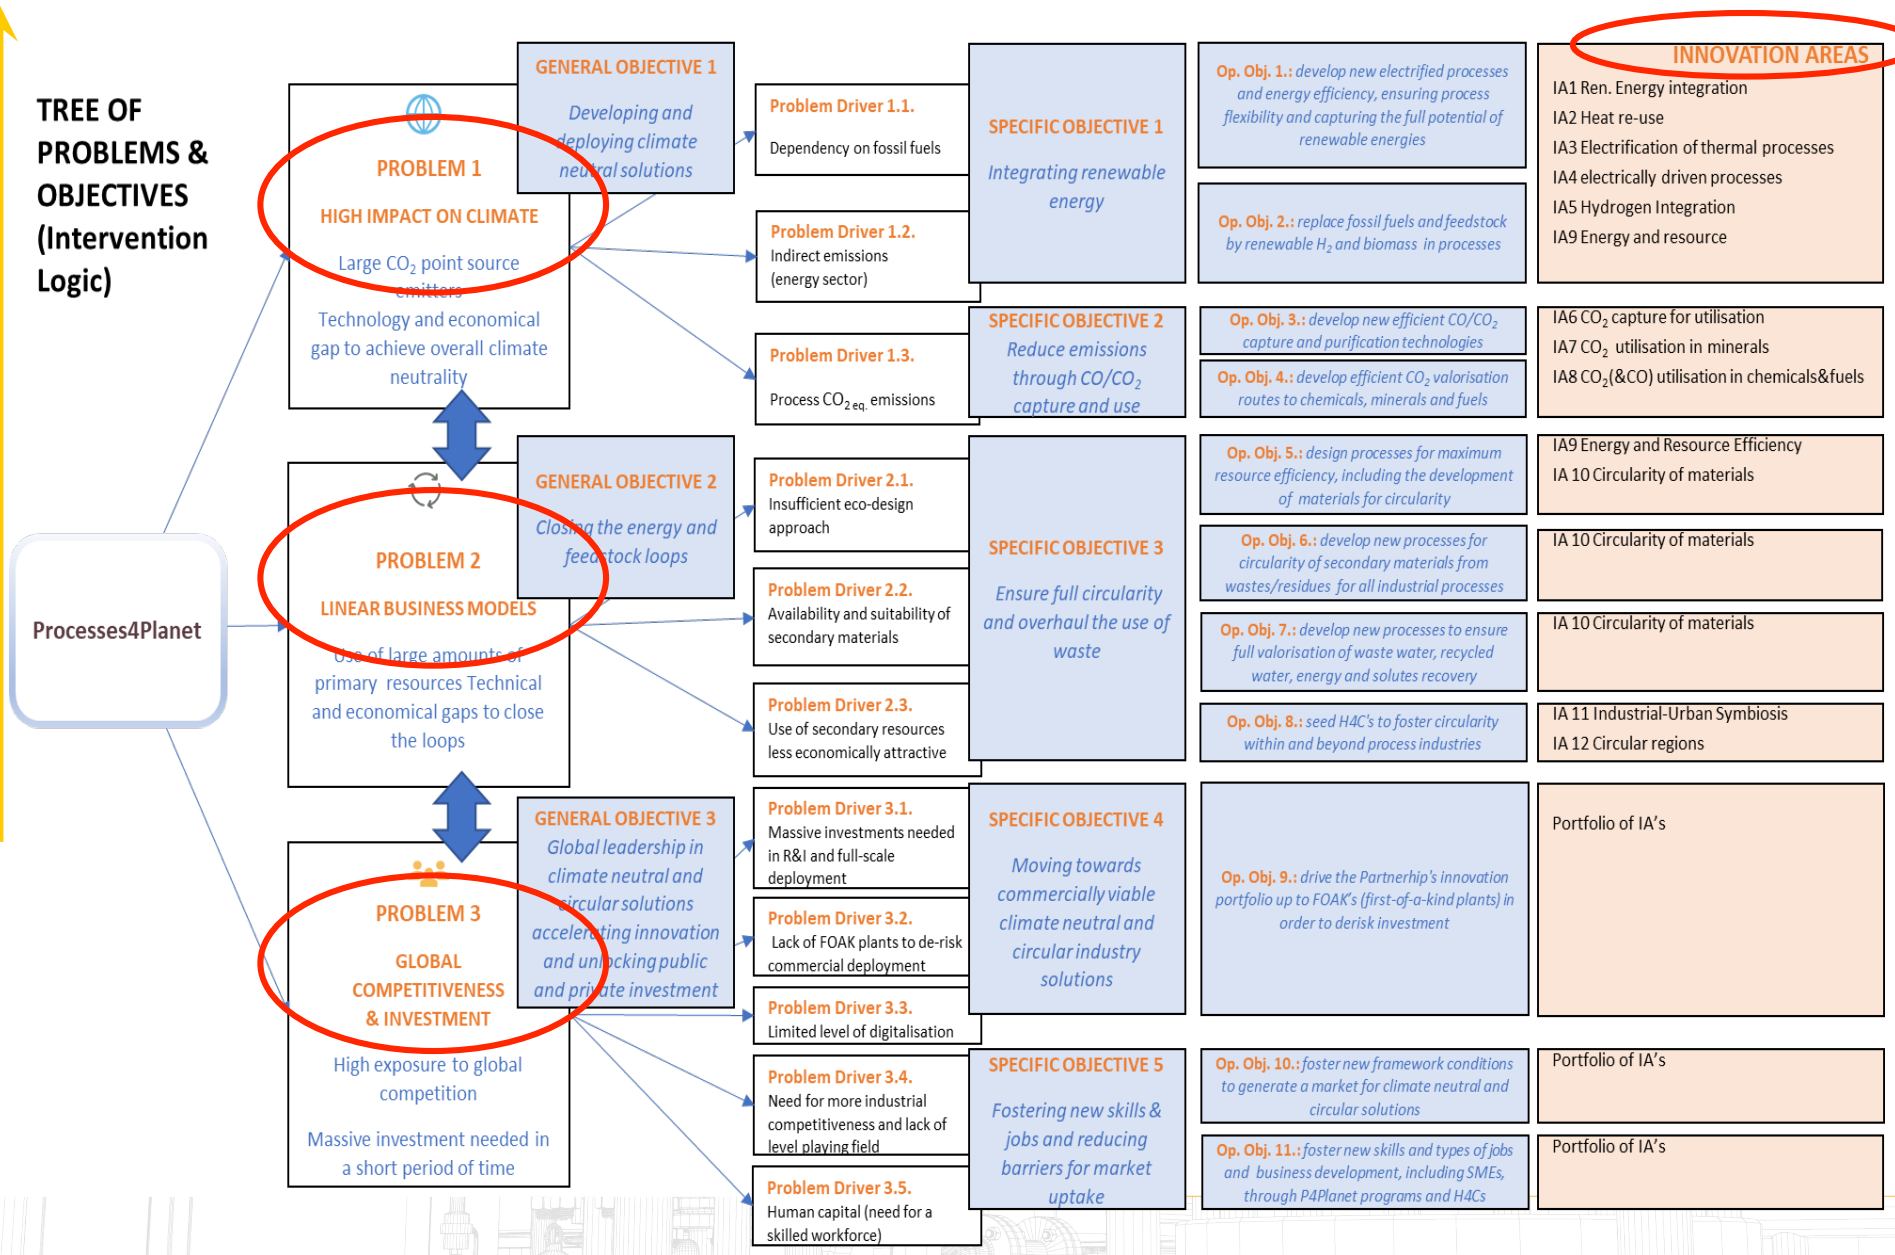 TREE OF
PROBLEMS &
OBJECTIVES
(Intervention
Logic)
Processes4Planet
PROBLEM 1
HIGH IMPACT ON CLIMATE
Large CO2 point source
emitters
Technology and economical
gap to achieve overall climate
neutrality
PROBLEM 2
LINEAR BUSINESS MODELS
Use of large amounts of
primary resources Technical
and economical gaps to close
the loops
PROBLEM 3
GLOBAL
COMPETITIVENESS
& INVESTMENT
High exposure to global
competition
Massive investment needed in
a short period of time
GENERAL OBJECTIVE 1
Developing and
deploying climate
neutral solutions
GENERAL OBJECTIVE 2
Closing the energy and
feedstock loops
GENERAL OBJECTIVE 3
Global leadership in
climate neutral and
circular solutions
accelerating innovation
and unlocking public
and private investment
Problem Driver 1.1.
Dependency on fossil fuels
Problem Driver 1.2.
Indirect emissions
(energy sector)
Problem Driver 1.3.
Process CO2 eq. emissions
Problem Driver 2.1.
Insufficient eco-design
approach
Problem Driver 2.2.
Availability and suitability of
secondary materials
Problem Driver 2.3.
Use of secondary resources
less economically attractive
Problem Driver 3.1.
Massive investments needed
in R&I and full-scale
deployment
Problem Driver 3.2.
Lack of FOAK plants to de-risk
commercial deployment
Problem Driver 3.3.
Limited level of digitalisation
Problem Driver 3.4.
Need for more industrial
competitiveness and lack of
level playing field
Problem Driver 3.5.
Human capital (need for a
skilled workforce)
SPECIFIC OBJECTIVE 1
Integrating renewable
energy
SPECIFIC OBJECTIVE 2
Reduce emissions
through CO/CO2
capture and use
SPECIFIC OBJECTIVE 3
Ensure full circularity
and overhaul the use of
waste
SPECIFIC OBJECTIVE 4
Moving towards
commercially viable
climate neutral and
circular industry
solutions
SPECIFIC OBJECTIVE 5
Fostering new skills &
jobs and reducing
barriers for market
uptake
Op. Obj. 1.: develop new electrified processes
and energy efficiency, ensuring process
flexibility and capturing the full potential of
renewable energies
Op. Obj. 2.: replace fossil fuels and feedstock
by renewable H2 and biomass in processes
Op. Obj. 3.: develop new efficient CO/CO2
capture and purification technologies
Op. Obj. 4.: develop efficient CO2 valorisation
routes to chemicals, minerals and fuels
Op. Obj. 5.: design processes for maximum
resource efficiency, including the development
of materials for circularity
Op. Obj. 6.: develop new processes for
circularity of secondary materials from
wastes/residues for all industrial processes
Op. Obj. 7.: develop new processes to ensure
full valorisation of waste water, recycled
water, energy and solutes recovery
Op. Obj. 8.: seed H4C's to foster circularity
within and beyond process industries
Op. Obj. 9.: drive the Partnerhip's innovation
portfolio up to FOAK's (first-of-a-kind plants) in
order to derisk investment
Op. Obj. 10.: foster new framework conditions
to generate a market for climate neutral and
circular solutions
Op. Obj. 11.: foster new skills and types of jobs
and business development, including SMEs,
through P4Planet programs and H4Cs
INNOVATION AREAS
IA1 Ren. Energy integration
IA2 Heat re-use
IA3 Electrification of thermal processes
IA4 electrically driven processes
IA5 Hydrogen Integration
IA9 Energy and resource
IA6 CO2 capture for utilisation
IA7 CO2 utilisation in minerals
IA8 CO2(&CO) utilisation in chemicals&fuels
IA9 Energy and Resource Efficiency
IA 10 Circularity of materials
IA 10 Circularity of materials
IA 10 Circularity of materials
IA 11 Industrial-Urban Symbiosis
IA 12 Circular regions
Portfolio of IA's
Portfolio of IA's
Portfolio of IA's